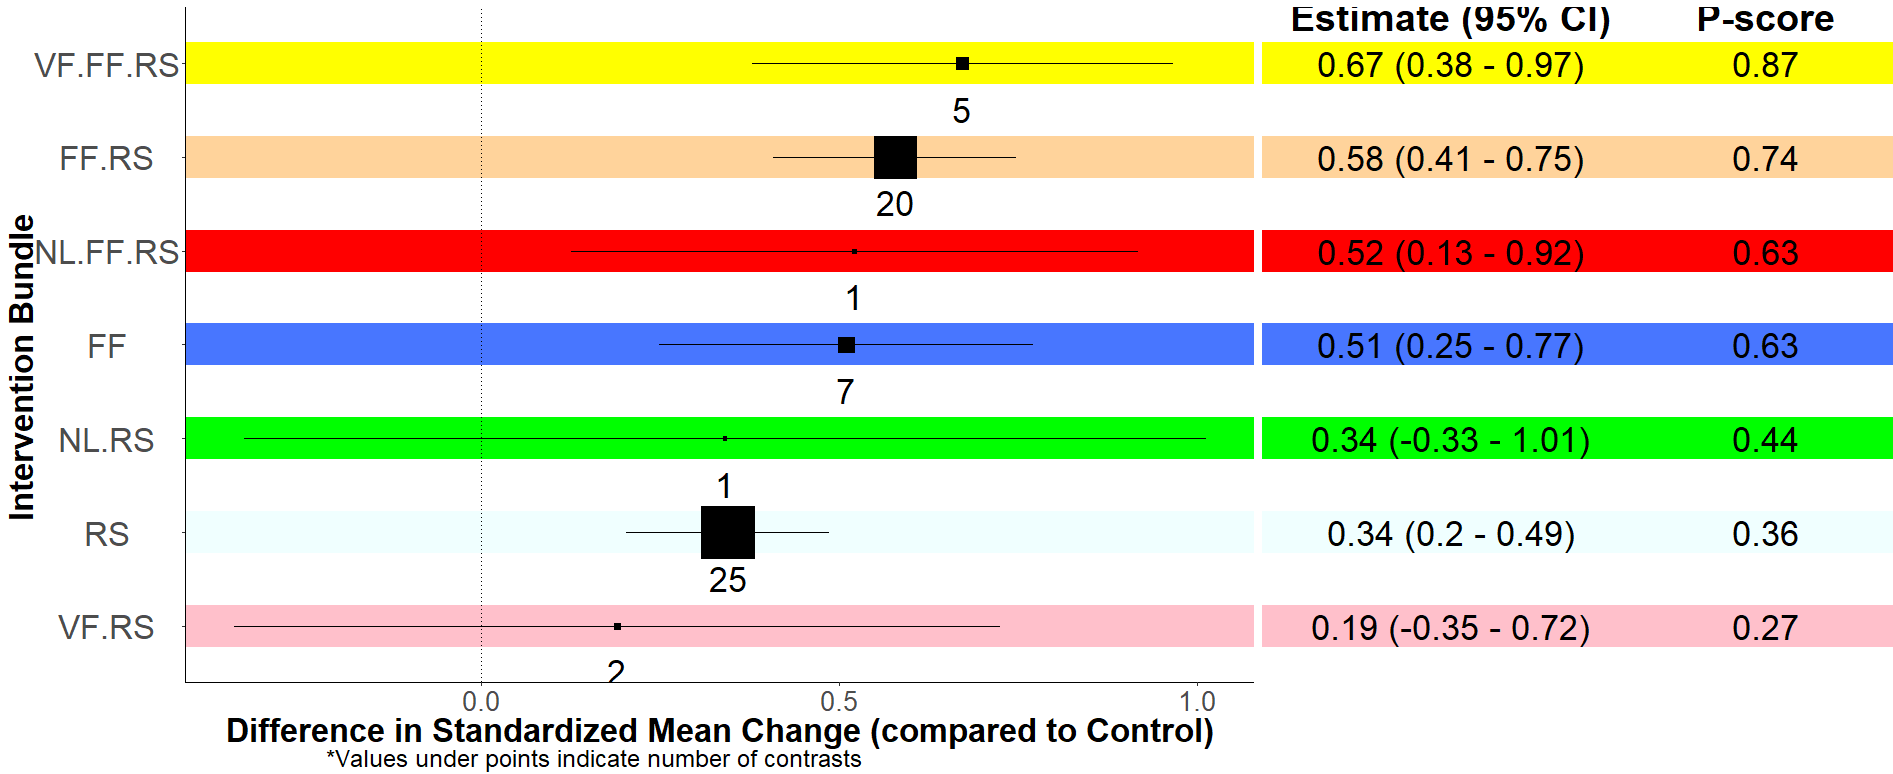 Estimate (95% CI) P-score
VF.FF.RS 0.67 (0.38 - 0.97) 0.87
5
FF.RS 0.58 (0.41 - 0.75) 0.74
20
NL.FF.RS 0.52 (0.13 - 0.92) 0.63
1
FF 0.51 (0.25 - 0.77) 0.63
7
NL.RS 0.34 (-0.33 - 1.01) 0.44
1
RS 0.34 (0.2 - 0.49) 0.36
25
VF.RS 0.19 (-0.35 - 0.72) 0.27
2
Intervention Bundle
0.0 0.5 1.0
Difference in Standardized Mean Change (compared to Control)
*Values under points indicate number of contrasts